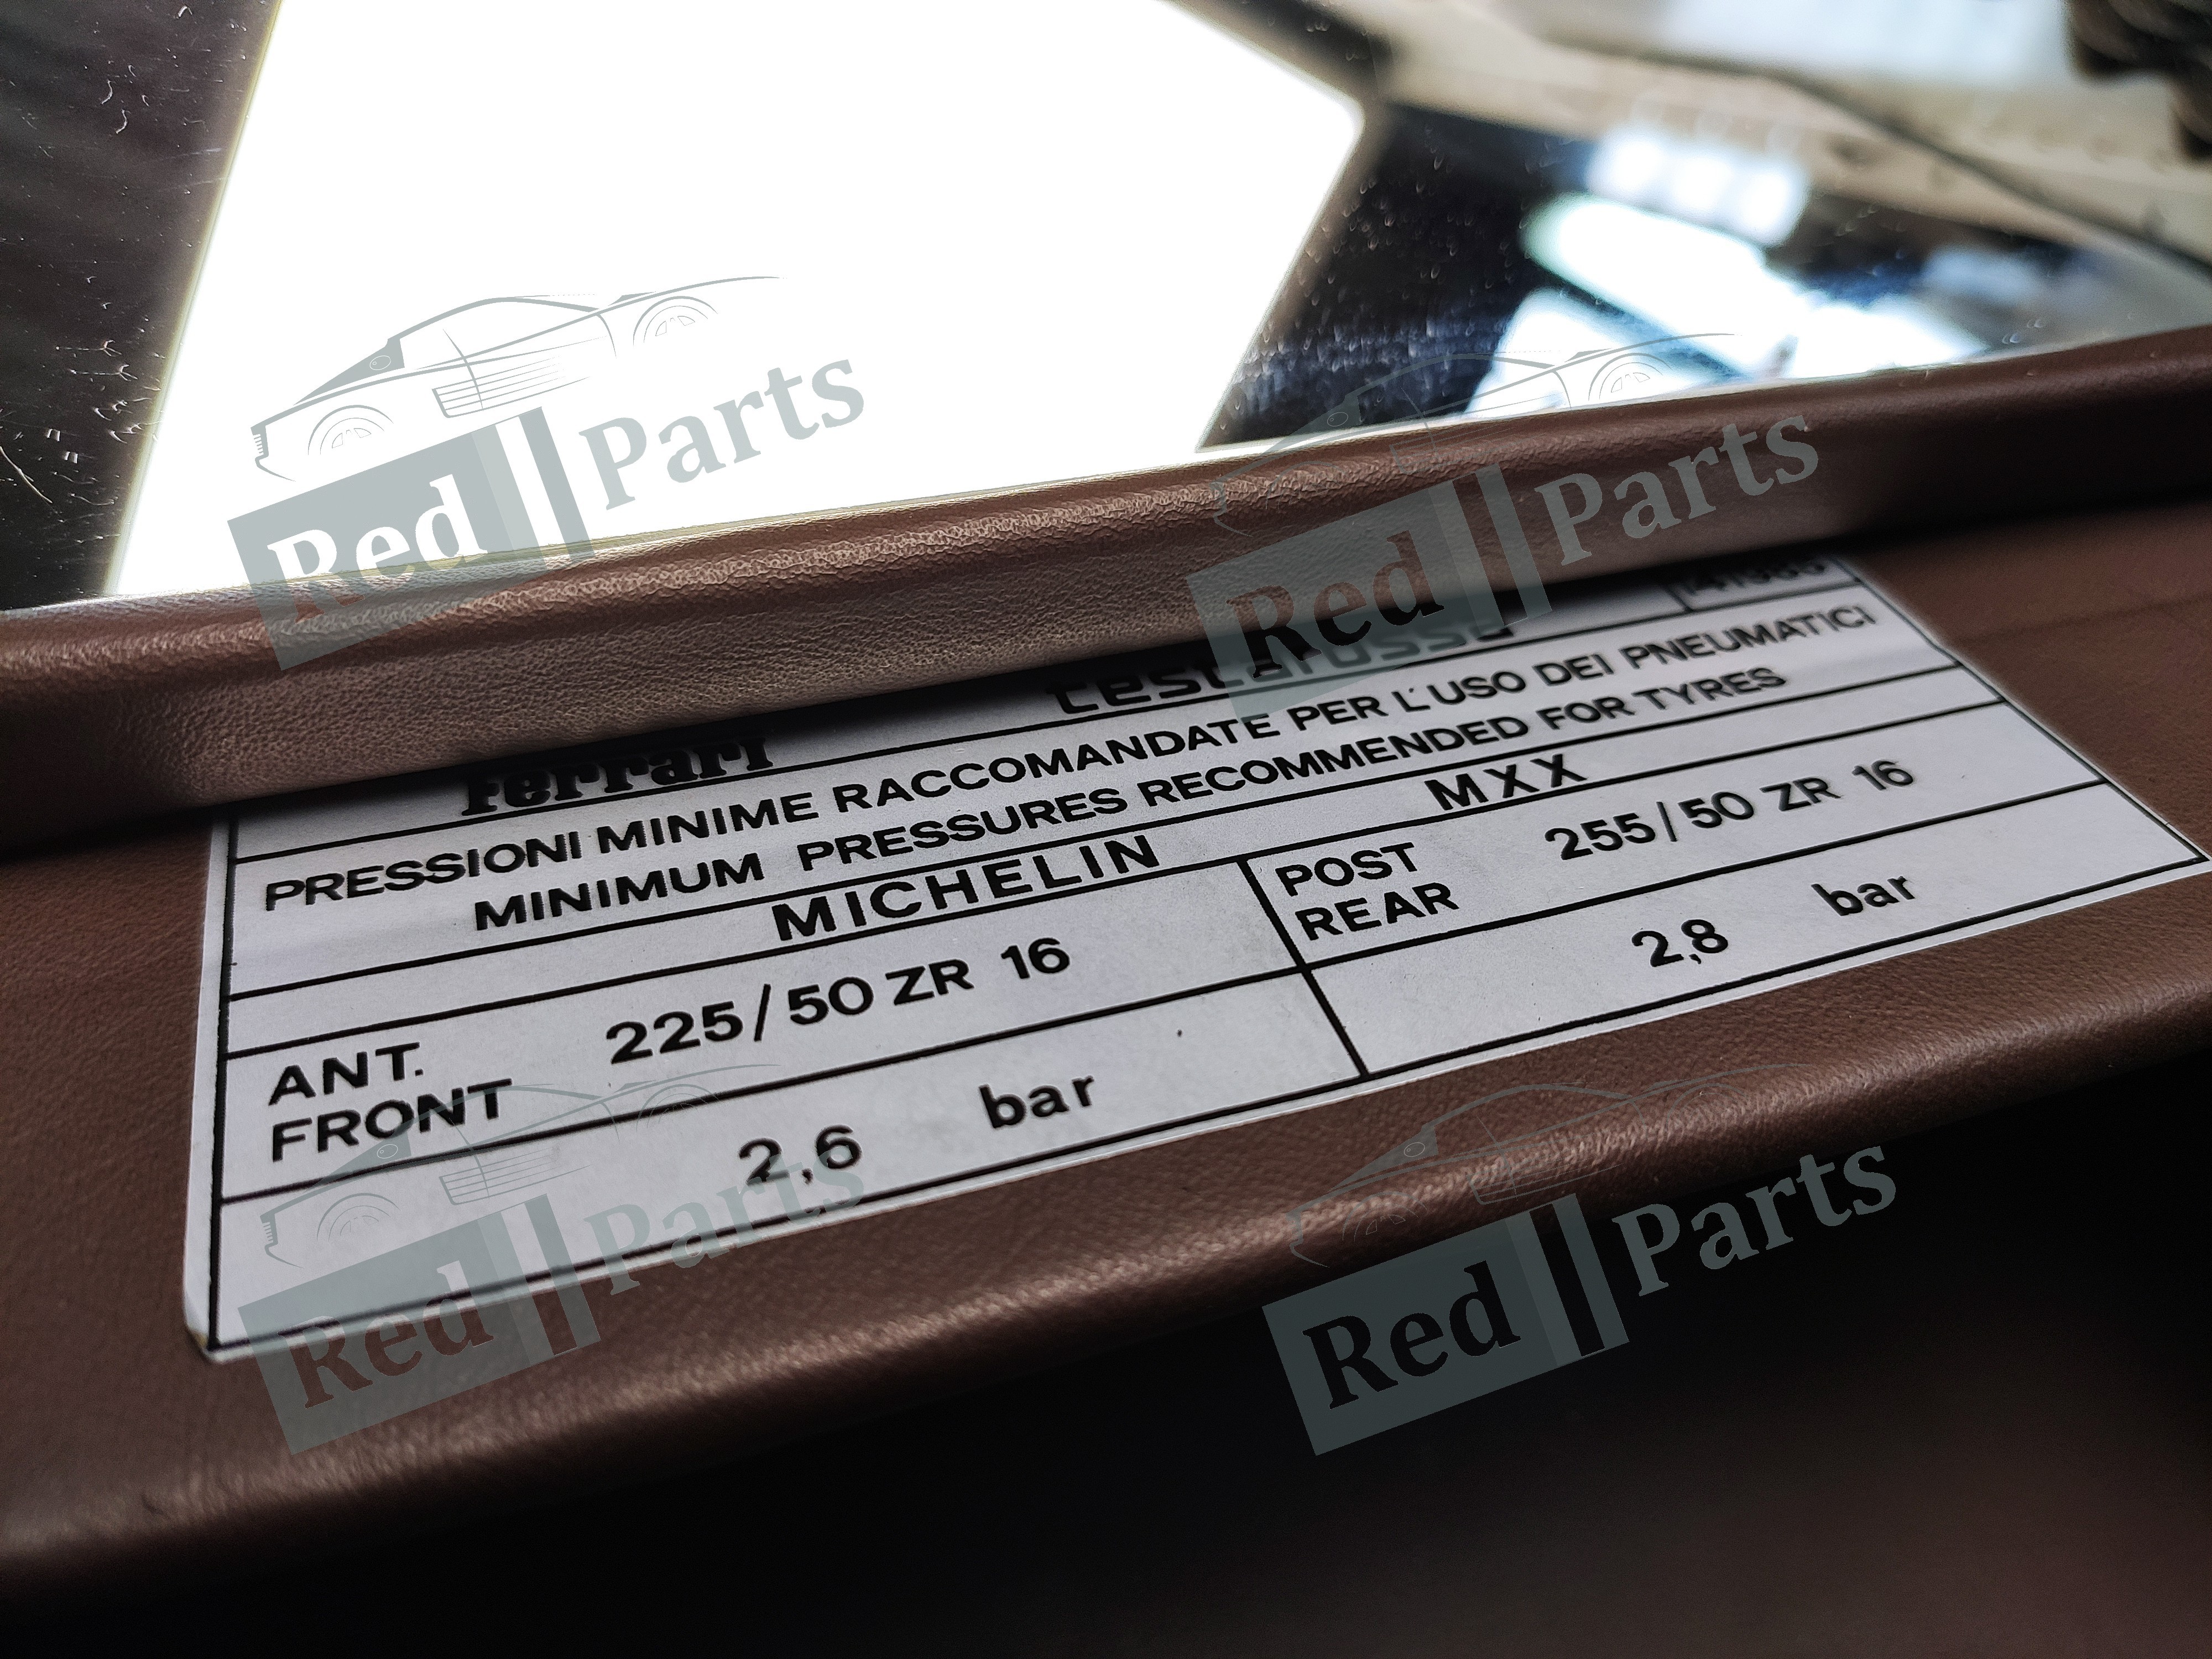 Red Parts
Red Parts
Ferrari testarossa
PRESSIONI MINIME RACCOMANDATE PER L'USO DEI PNEUMATICI
MINIMUM PRESSURES RECOMMENDED FOR TYRES
MICHELIN MXX
ANT. 225/50 ZR 16 POST 255/50 ZR 16
FRONT REAR
2,6 bar 2,8 bar
Red Parts
Red Parts